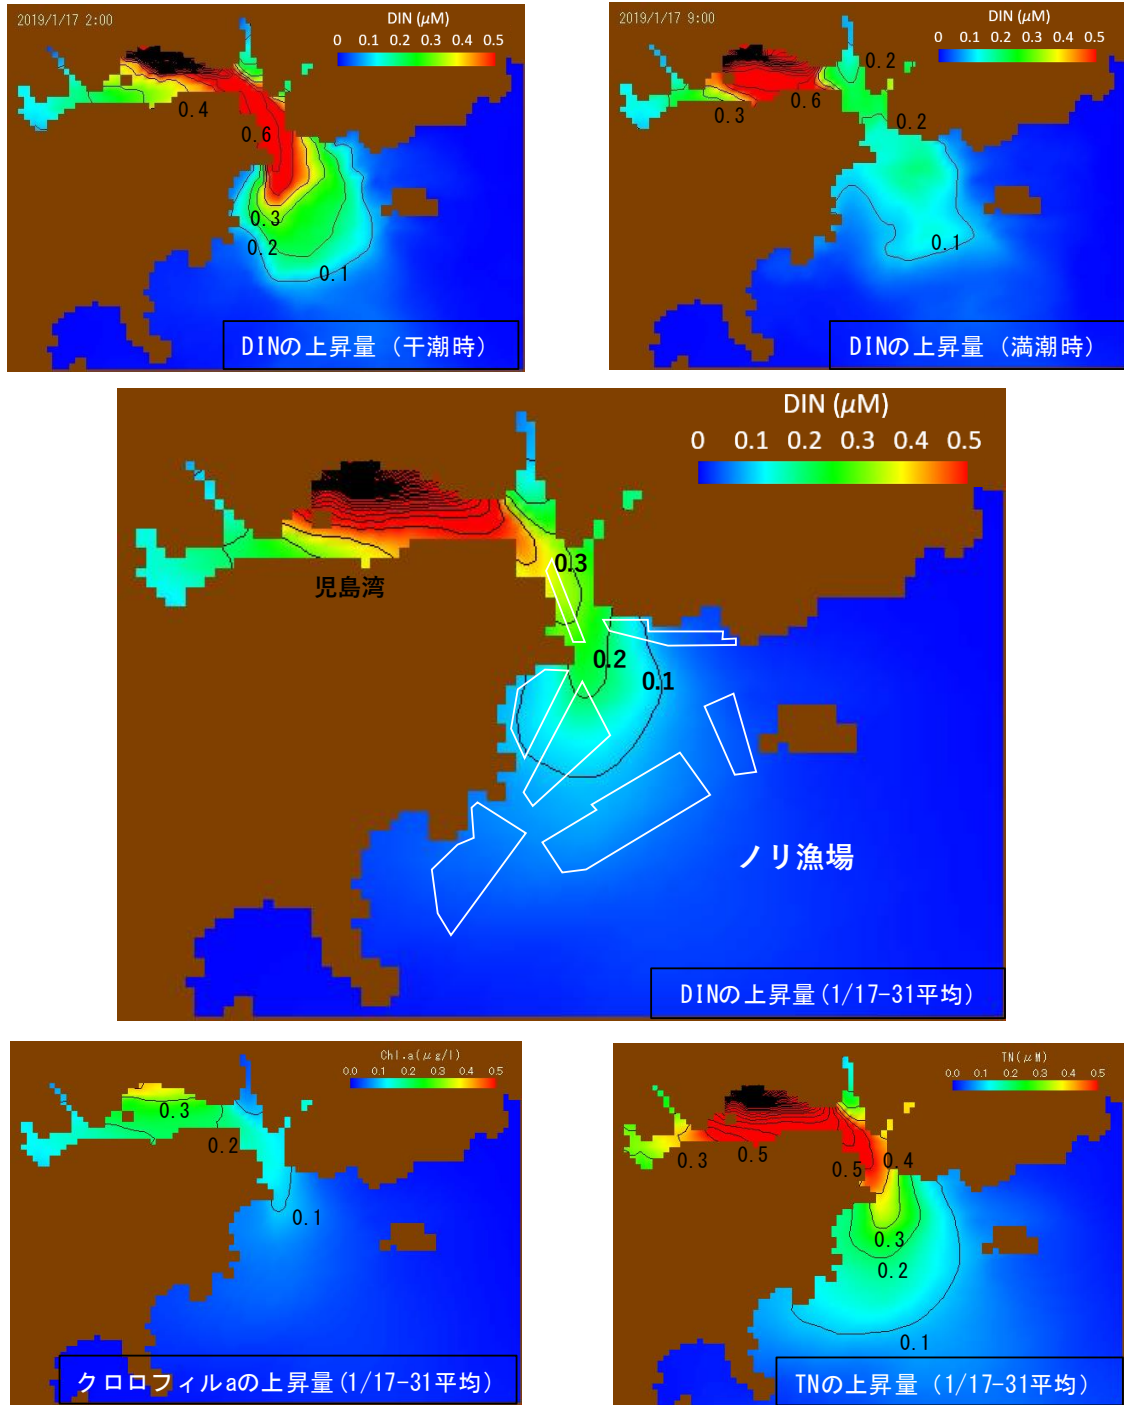 2019/1/17 2:00
DIN (μM)
0 0.1 0.2 0.3 0.4 0.5
0.4
0.6
0.3
0.2
0.1
DINの上昇量（干潮時）
2019/1/17 9:00
DIN (μM)
0 0.1 0.2 0.3 0.4 0.5
0.2
0.6
0.3
0.2
0.1
DINの上昇量（満潮時）
DIN (μM)
0 0.1 0.2 0.3 0.4 0.5
0.3
児島湾
0.2
0.1
ノリ漁場
DINの上昇量(1/17-31平均)
Chl.a(μg/l)
0.0 0.1 0.2 0.3 0.4 0.5
0.3
0.2
0.1
クロロフィルaの上昇量(1/17-31平均)
TN(μM)
0.0 0.1 0.2 0.3 0.4 0.5
0.3
0.5
0.5
0.4
0.3
0.2
0.1
TNの上昇量（1/17-31平均）